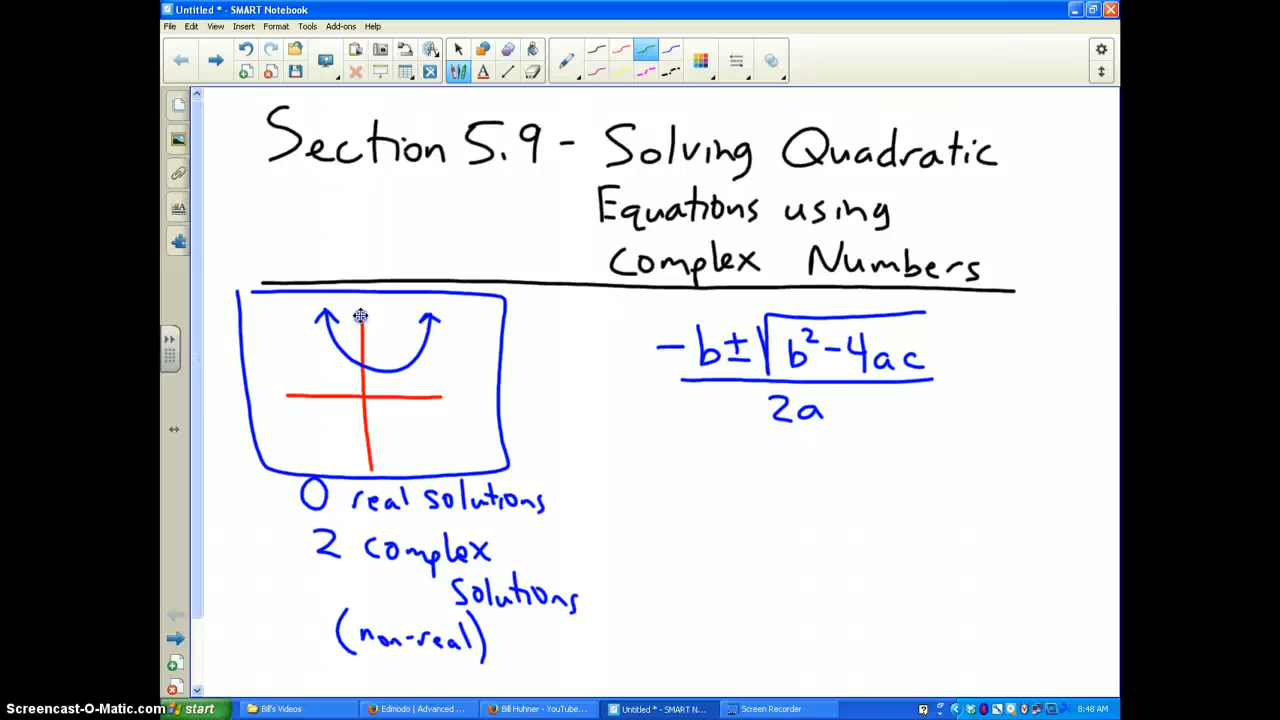 Untitled * - SMART Notebook
File Edit View Insert Format Tools Add-ons Help
Section 5.9 - Solving Quadratic
Equations using
Complex Numbers
-b±√b²-4ac
2a
0 real solutions
2 complex
solutions
(non-real)
Screencast-O-Matic.com
start
Bill's Videos
Edmodo | Advanced ...
Bill Huhner - YouTube...
Untitled * - SMART N...
Screen Recorder
8:48 AM